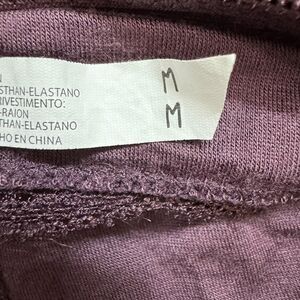 N
STHAN-ELASTANO
RIVESTIMENTO:
-RAION
THAN-ELASTANO
HO EN CHINA
M
M